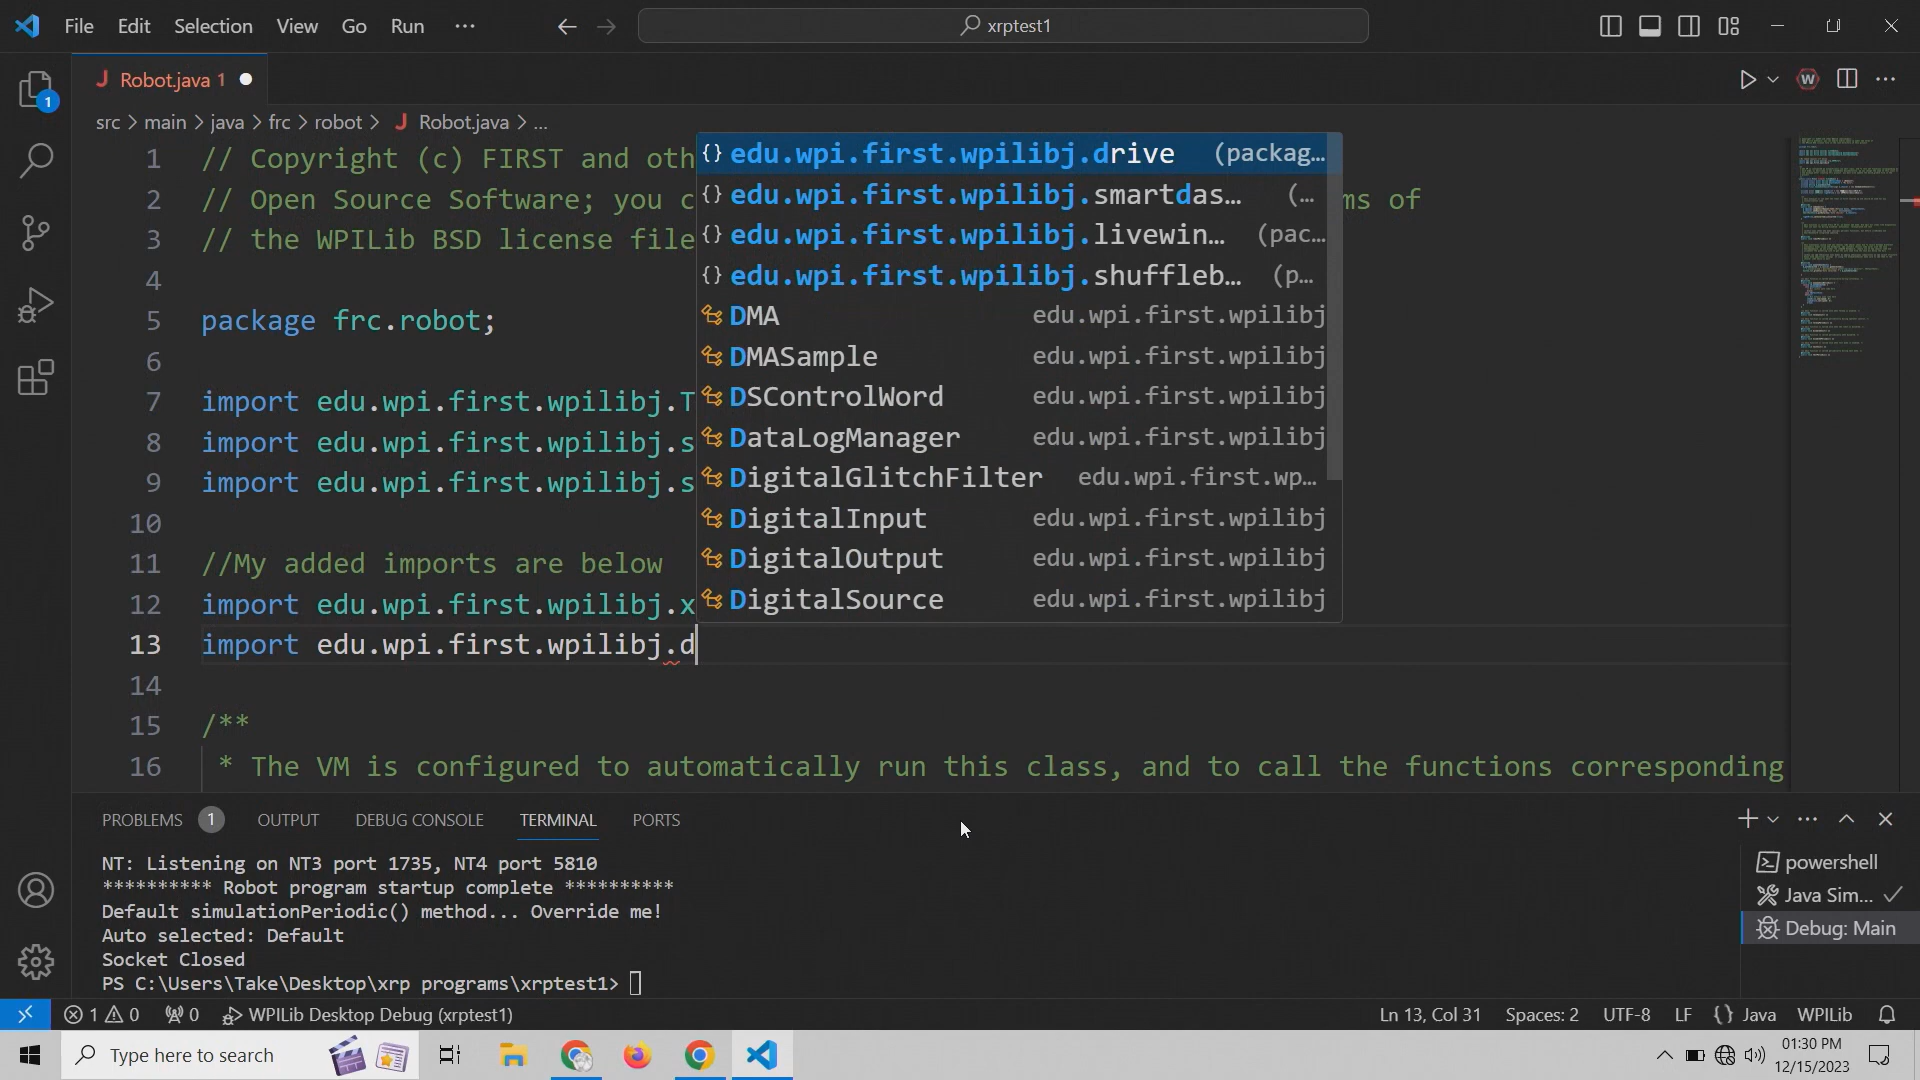 File Edit Selection View Go Run ··· xrptest1
Robot.java 1
src > main > java > frc > robot > J Robot.java > ...
1 // Copyright (c) FIRST and oth
2 // Open Source Software; you c ms of
3 // the WPILib BSD license file
4
5 package frc.robot;
6
7 import edu.wpi.first.wpilibj.T
8 import edu.wpi.first.wpilibj.s
9 import edu.wpi.first.wpilibj.s
10
11 //My added imports are below
12 import edu.wpi.first.wpilibj.x
13 import edu.wpi.first.wpilibj.d
14
15 /**
16 * The VM is configured to automatically run this class, and to call the functions corresponding
{} edu.wpi.first.wpilibj.drive (packag...
{} edu.wpi.first.wpilibj.smartdas... (...
{} edu.wpi.first.wpilibj.livewin... (pac...
{} edu.wpi.first.wpilibj.shuffleb... (p...
DMA edu.wpi.first.wpilibj
DMASample edu.wpi.first.wpilibj
DSControlWord edu.wpi.first.wpilibj
DataLogManager edu.wpi.first.wpilibj
DigitalGlitchFilter edu.wpi.first.wp...
DigitalInput edu.wpi.first.wpilibj
DigitalOutput edu.wpi.first.wpilibj
DigitalSource edu.wpi.first.wpilibj
PROBLEMS 1 OUTPUT DEBUG CONSOLE TERMINAL PORTS
NT: Listening on NT3 port 1735, NT4 port 5810
********** Robot program startup complete **********
Default simulationPeriodic() method... Override me!
Auto selected: Default
Socket Closed
PS C:\Users\Take\Desktop\xrp programs\xrptest1>
powershell
Java Sim...
Debug: Main
1 0 0 WPILib Desktop Debug (xrptest1) Ln 13, Col 31 Spaces: 2 UTF-8 LF {} Java WPILib
Type here to search
01:30 PM
12/15/2023